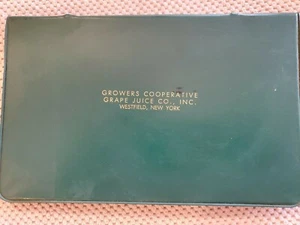 GROWERS COOPERATIVE
GRAPE JUICE CO., INC.
WESTFIELD, NEW YORK